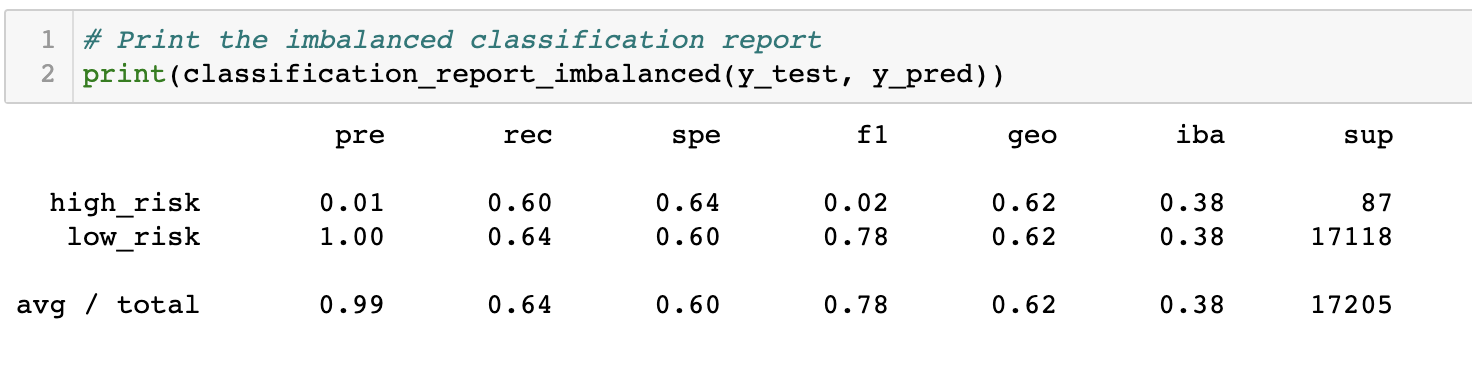 1 # Print the imbalanced classification report
2 print(classification_report_imbalanced(y_test, y_pred))
pre rec spe f1 geo iba sup
high_risk 0.01 0.60 0.64 0.02 0.62 0.38 87
low_risk 1.00 0.64 0.60 0.78 0.62 0.38 17118
avg / total 0.99 0.64 0.60 0.78 0.62 0.38 17205